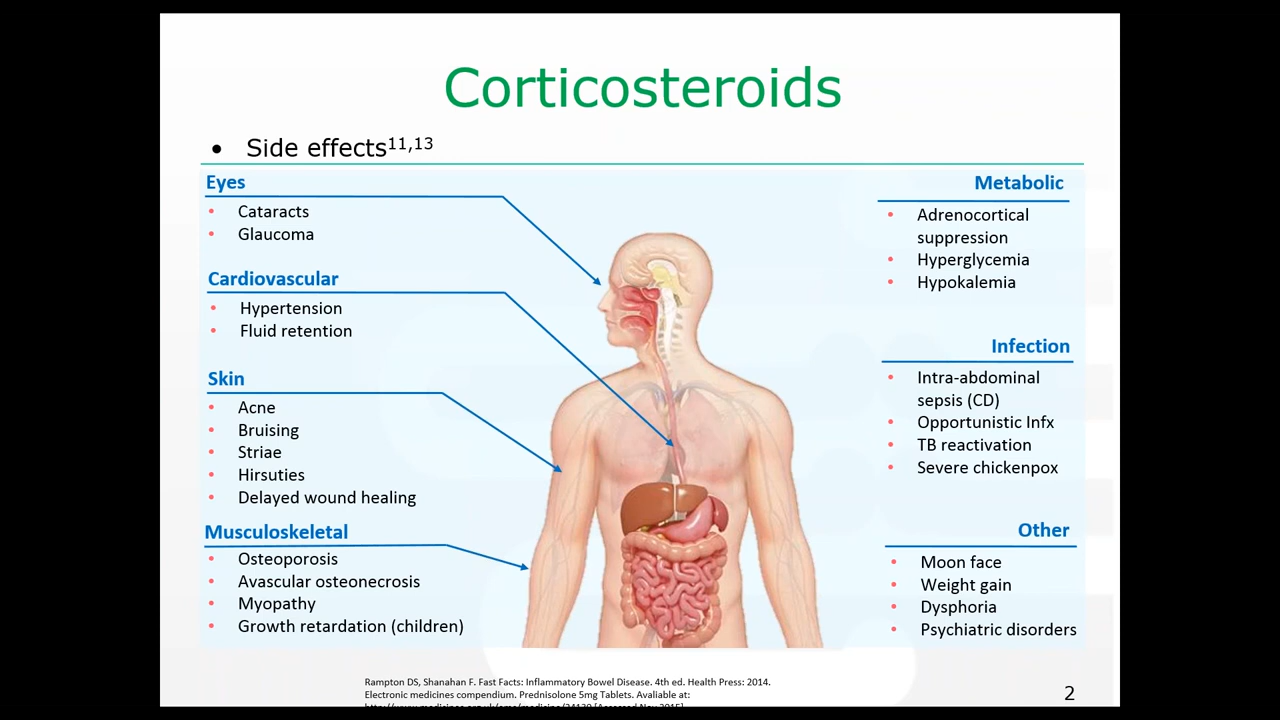 Corticosteroids
• Side effects11,13
Eyes
• Cataracts
• Glaucoma
Cardiovascular
• Hypertension
• Fluid retention
Skin
• Acne
• Bruising
• Striae
• Hirsuties
• Delayed wound healing
Musculoskeletal
• Osteoporosis
• Avascular osteonecrosis
• Myopathy
• Growth retardation (children)
Metabolic
• Adrenocortical
suppression
• Hyperglycemia
• Hypokalemia
Infection
• Intra-abdominal
sepsis (CD)
• Opportunistic Infx
• TB reactivation
• Severe chickenpox
Other
• Moon face
• Weight gain
• Dysphoria
• Psychiatric disorders
Rampton DS, Shanahan F. Fast Facts: Inflammatory Bowel Disease. 4th ed. Health Press: 2014.
Electronic medicines compendium. Prednisolone 5mg Tablets. Avaliable at:
2